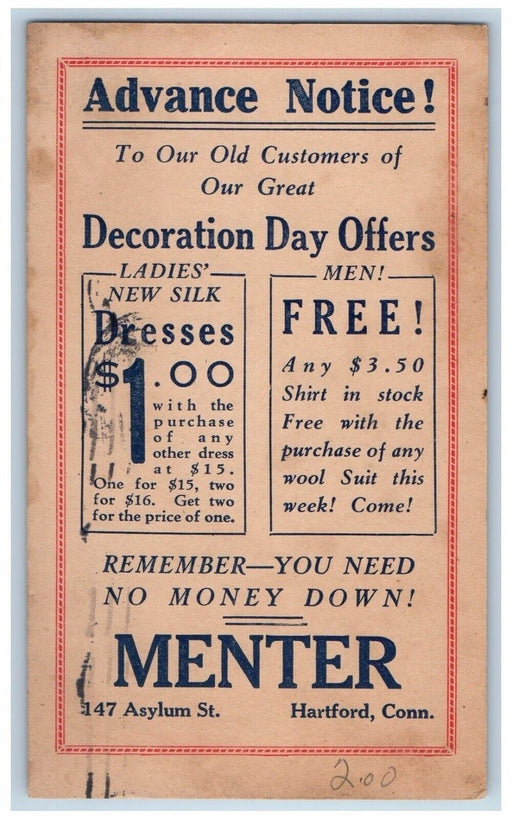 Advance Notice!
To Our Old Customers of
Our Great
Decoration Day Offers
LADIES'
NEW SILK
Dresses
$1.00
with the
purchase
of any
other dress
at $15.
One for $15, two
for $16. Get two
for the price of one.
MEN!
FREE!
Any $3.50
Shirt in stock
Free with the
purchase of any
wool Suit this
week! Come!
REMEMBER—YOU NEED
NO MONEY DOWN!
MENTER
147 Asylum St. Hartford, Conn.
2.00